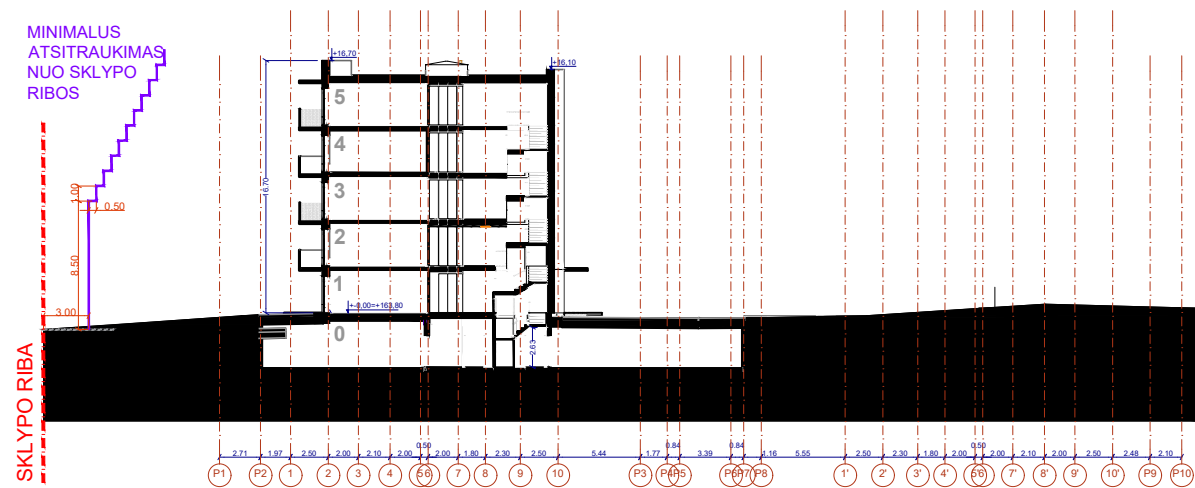 MINIMALUS
ATSITRAUKIMAS
NUO SKLYPO
RIBOS
+16,70
+16,10
5
4
3
2
1
0
16.70
1.00
0.50
8.50
3.00
+-0,00=+163,80
2.63
SKLYPO RIBA
2.71 1.97 2.50 2.00 2.10 2.00 0.50 2.00 1.80 2.30 2.50 5.44 1.77 0.84 3.39 0.84 1.16 5.55 2.50 2.30 1.80 2.00 0.50 2.00 2.10 2.00 2.50 2.48 2.10
P1 P2 1 2 3 4 5 6 7 8 9 10 P3 P4 P5 P6 P7 P8 1' 2' 3' 4' 5' 6' 7' 8' 9' 10' P9 P10